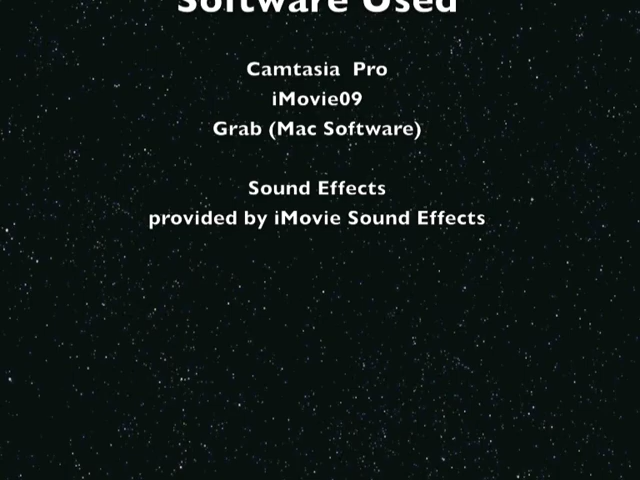 Software Used
Camtasia Pro
iMovie09
Grab (Mac Software)
Sound Effects
provided by iMovie Sound Effects